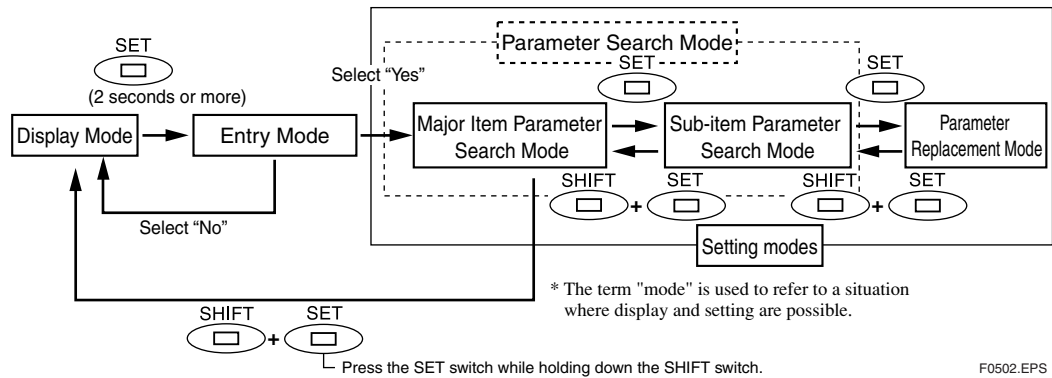 Parameter Search Mode
SET
(2 seconds or more)
Select “Yes”
SET
SET
Display Mode
Entry Mode
Major Item Parameter
Search Mode
Sub-item Parameter
Search Mode
Parameter
Replacement Mode
Select “No”
SHIFT
+
SET
SHIFT
+
SET
Setting modes
* The term "mode" is used to refer to a situation
where display and setting are possible.
SHIFT
+
SET
Press the SET switch while holding down the SHIFT switch.
F0502.EPS